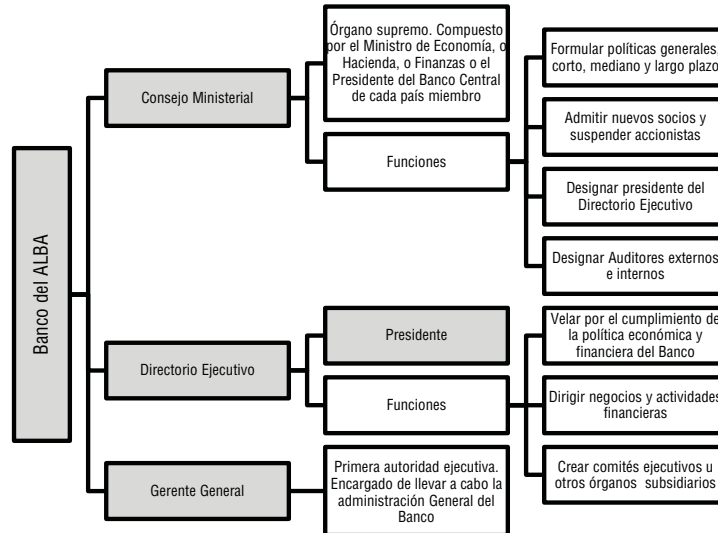 Banco del ALBA
Consejo Ministerial
Órgano supremo. Compuesto
por el Ministro de Economía, o
Hacienda, o Finanzas o el
Presidente del Banco Central
de cada país miembro
Funciones
Formular políticas generales,
corto, mediano y largo plazo
Admitir nuevos socios y
suspender accionistas
Designar presidente del
Directorio Ejecutivo
Designar Auditores externos
e internos
Directorio Ejecutivo
Presidente
Funciones
Velar por el cumplimiento de
la política económica y
financiera del Banco
Dirigir negocios y actividades
financieras
Crear comités ejecutivos u
otros órganos subsidiarios
Gerente General
Primera autoridad ejecutiva.
Encargado de llevar a cabo la
administración General del
Banco